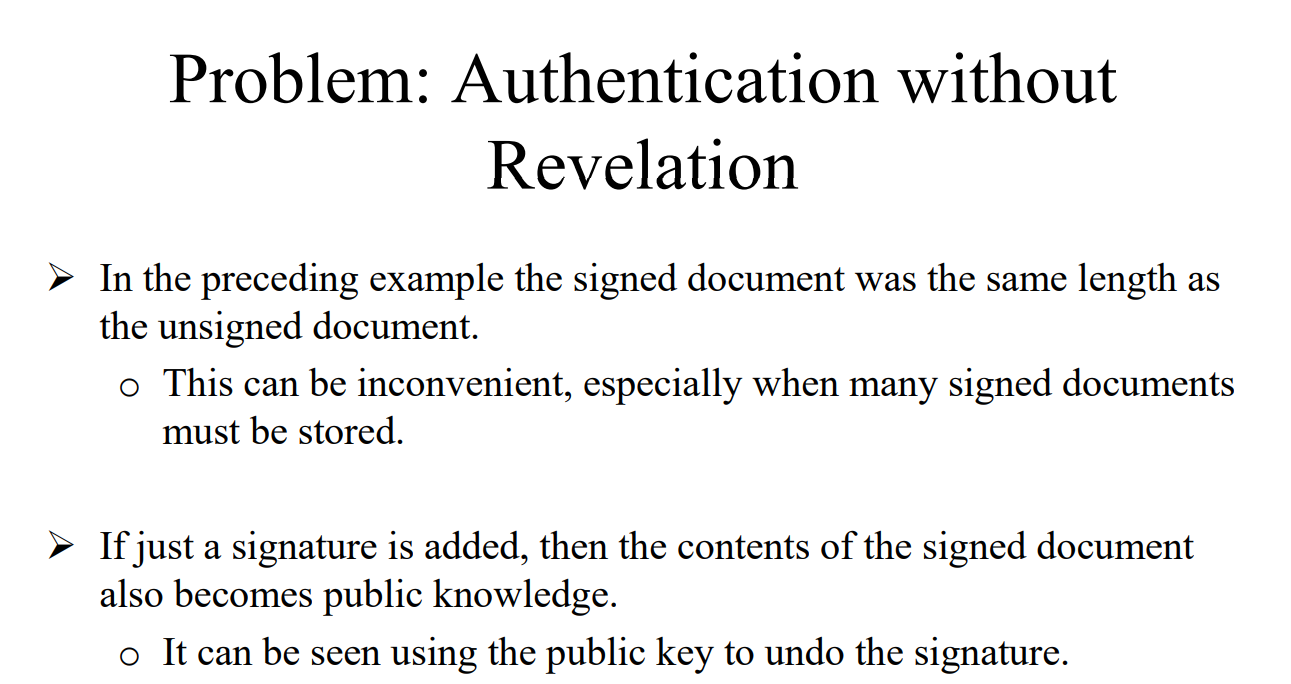 Problem: Authentication without
Revelation
➢ In the preceding example the signed document was the same length as
the unsigned document.
o This can be inconvenient, especially when many signed documents
must be stored.
➢ If just a signature is added, then the contents of the signed document
also becomes public knowledge.
o It can be seen using the public key to undo the signature.